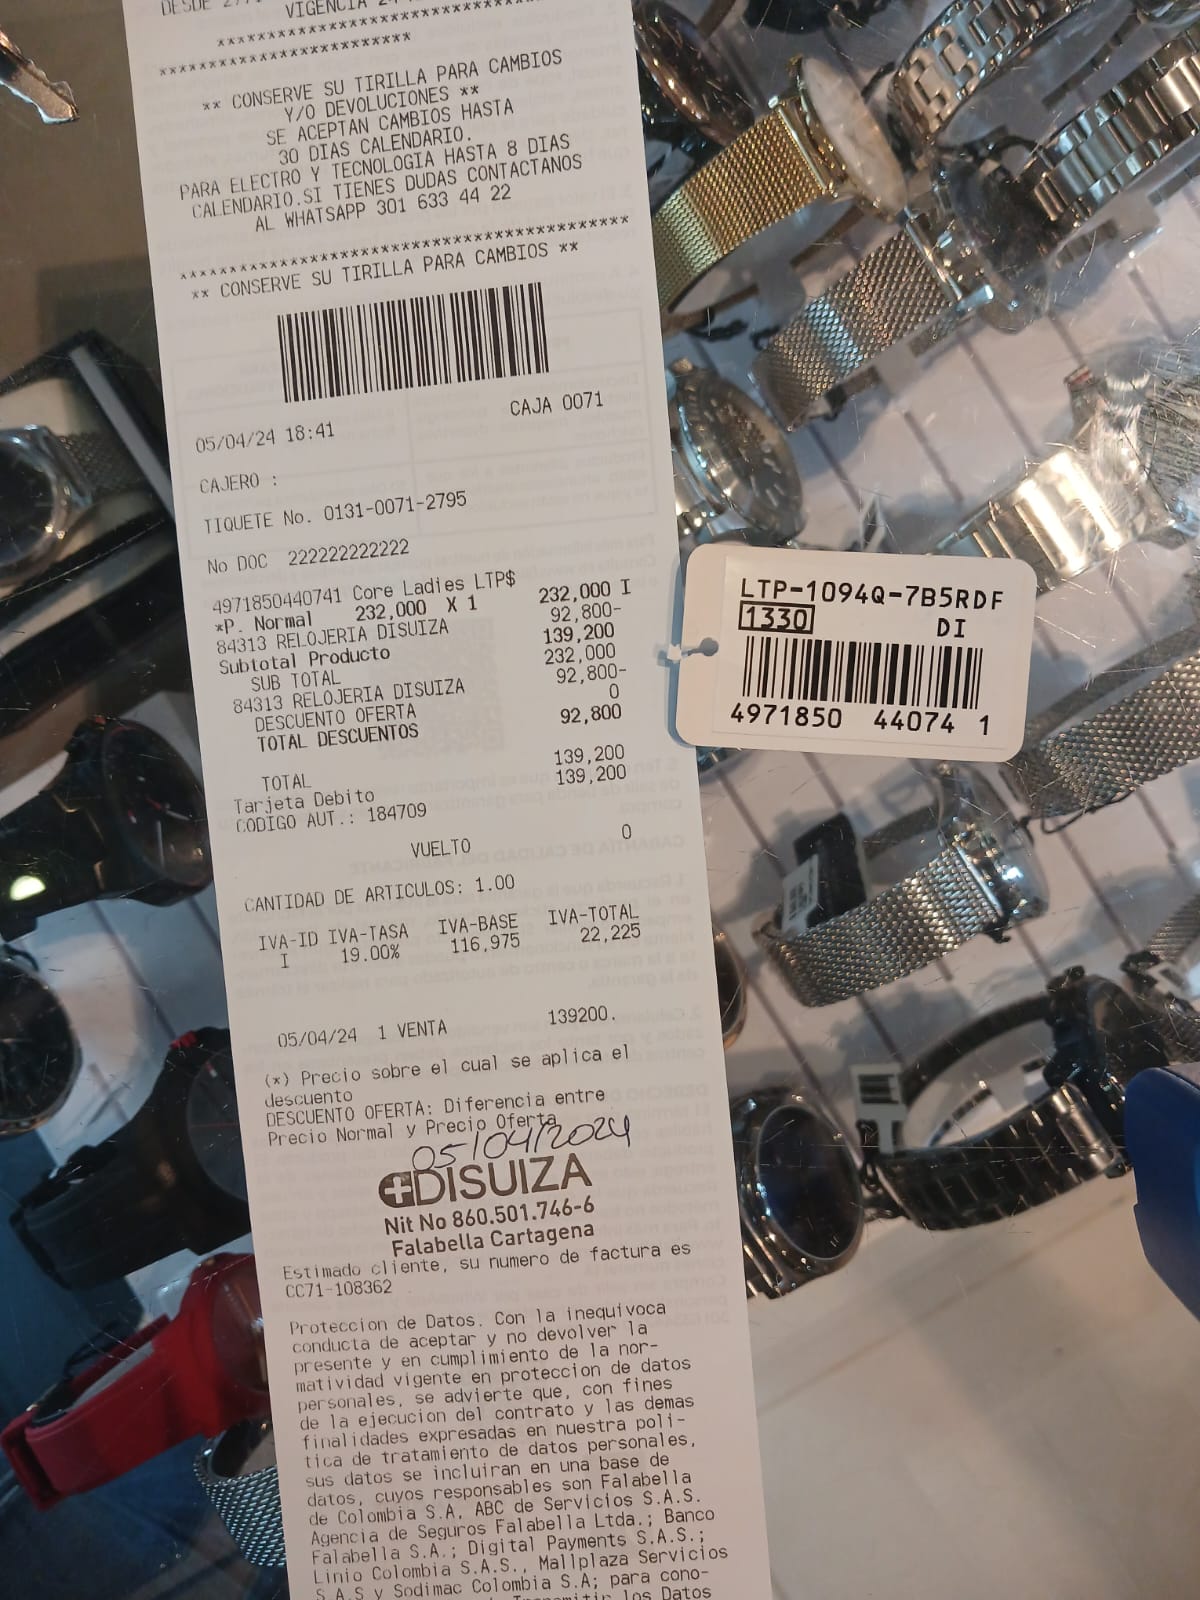 VIGENCIA
** CONSERVE SU TIRILLA PARA CAMBIOS
Y/O DEVOLUCIONES **
SE ACEPTAN CAMBIOS HASTA
30 DIAS CALENDARIO.
PARA ELECTRO Y TECNOLOGIA HASTA 8 DIAS
CALENDARIO.SI TIENES DUDAS CONTACTANOS
AL WHATSAPP 301 633 44 22
*********************************************
** CONSERVE SU TIRILLA PARA CAMBIOS **
CAJA 0071
05/04/24 18:41
CAJERO :
TIQUETE No. 0131-0071-2795
No DOC 222222222222
4971850440741 Core Ladies LTP$ 232,000 I
*P. Normal 232,000 X 1 92,800-
84313 RELOJERIA DISUIZA 139,200
Subtotal Producto 232,000
SUB TOTAL 92,800-
84313 RELOJERIA DISUIZA 0
DESCUENTO OFERTA 92,800
TOTAL DESCUENTOS
TOTAL 139,200
Tarjeta Debito 139,200
CODIGO AUT.: 184709
VUELTO 0
CANTIDAD DE ARTICULOS: 1.00
IVA-ID IVA-TASA IVA-BASE IVA-TOTAL
I 19.00% 116,975 22,225
05/04/24 1 VENTA 139200.
(*) Precio sobre el cual se aplica el
descuento
DESCUENTO OFERTA: Diferencia entre
Precio Normal y Precio Oferta
05/04/2024
DISUIZA
Nit No 860.501.746-6
Falabella Cartagena
Estimado cliente, su numero de factura es
CC71-108362
Proteccion de Datos. Con la inequivoca
conducta de aceptar y no devolver la
presente y en cumplimiento de la nor-
matividad vigente en proteccion de datos
personales, se advierte que, con fines
de la ejecucion del contrato y las demas
finalidades expresadas en nuestra poli-
tica de tratamiento de datos personales,
sus datos se incluiran en una base de
datos, cuyos responsables son Falabella
de Colombia S.A, ABC de Servicios S.A.S.
Agencia de Seguros Falabella Ltda.; Banco
Falabella S.A.; Digital Payments S.A.S.;
Linio Colombia S.A.S., Mallplaza Servicios
S.A.S y Sodimac Colombia S.A; para cono-
los Datos
LTP-1094Q-7B5RDF
1330 DI
4971850 44074 1